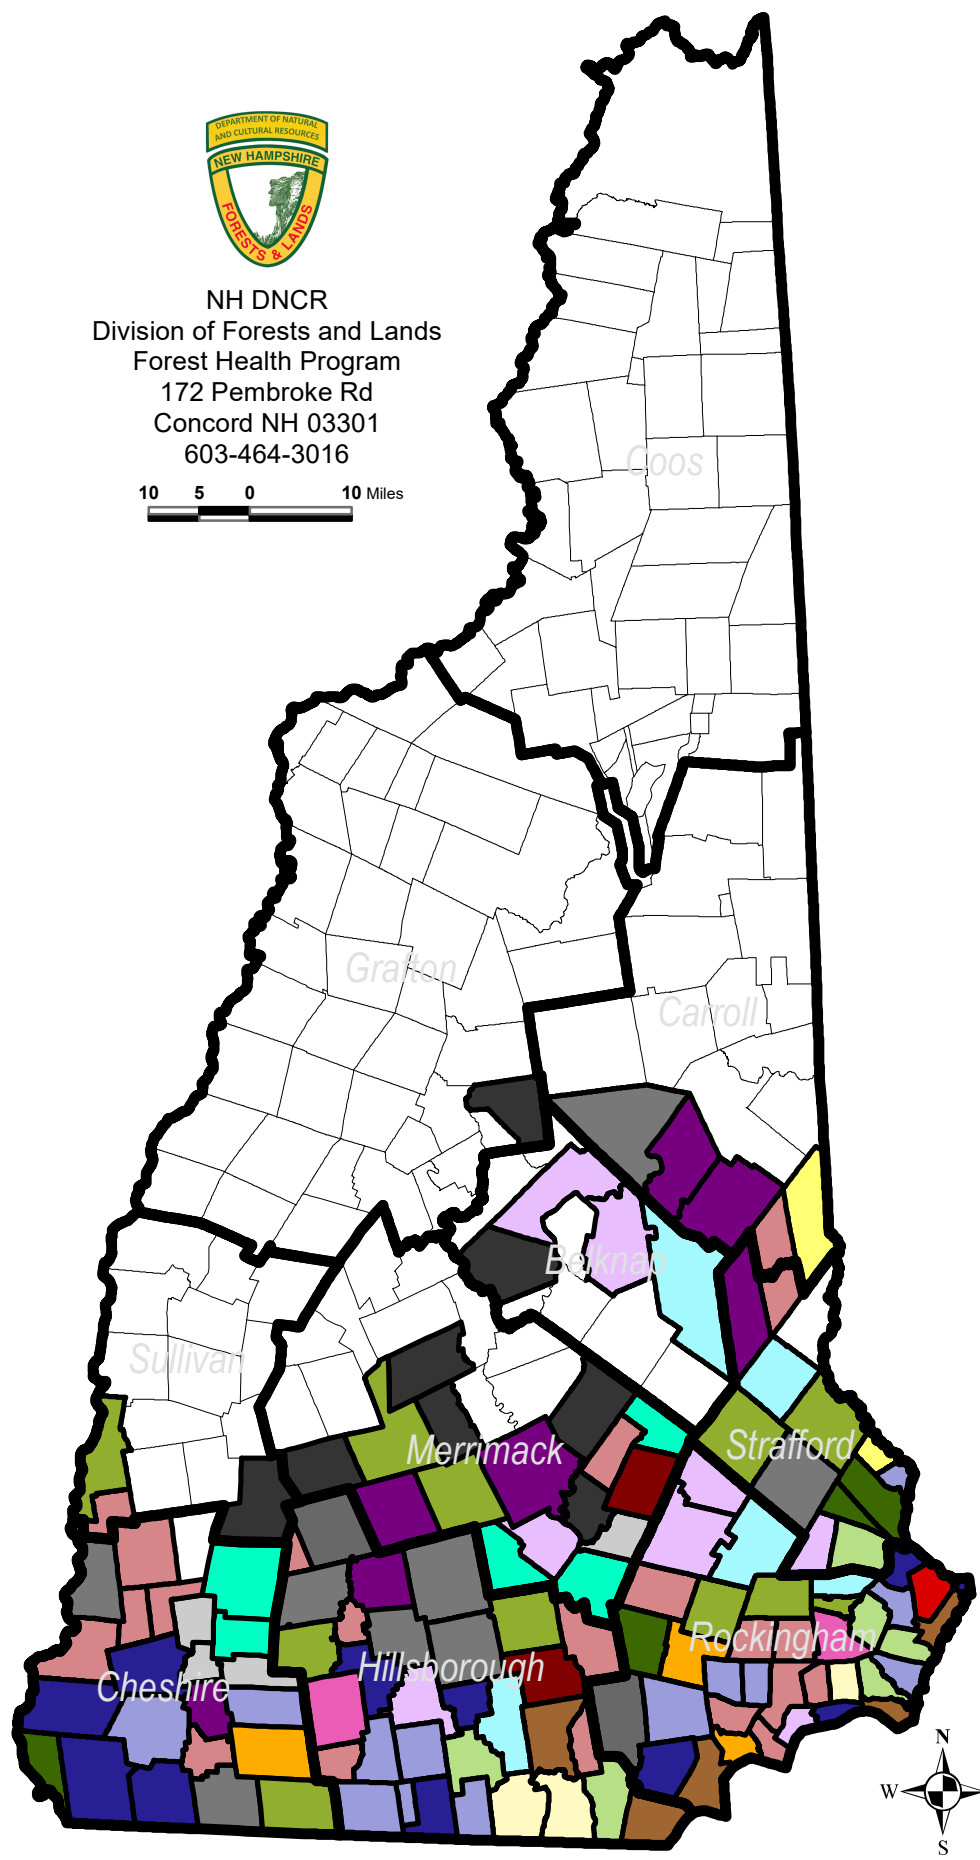 DEPARTMENT OF NATURAL
AND CULTURAL RESOURCES
NEW HAMPSHIRE
FORESTS & LANDS
NH DNCR
Division of Forests and Lands
Forest Health Program
172 Pembroke Rd
Concord NH 03301
603-464-3016
10 5 0 10 Miles
Coos
Grafton
Carroll
Belknap
Sullivan
Merrimack
Strafford
Rockingham
Hillsborough
Cheshire
N
W
S